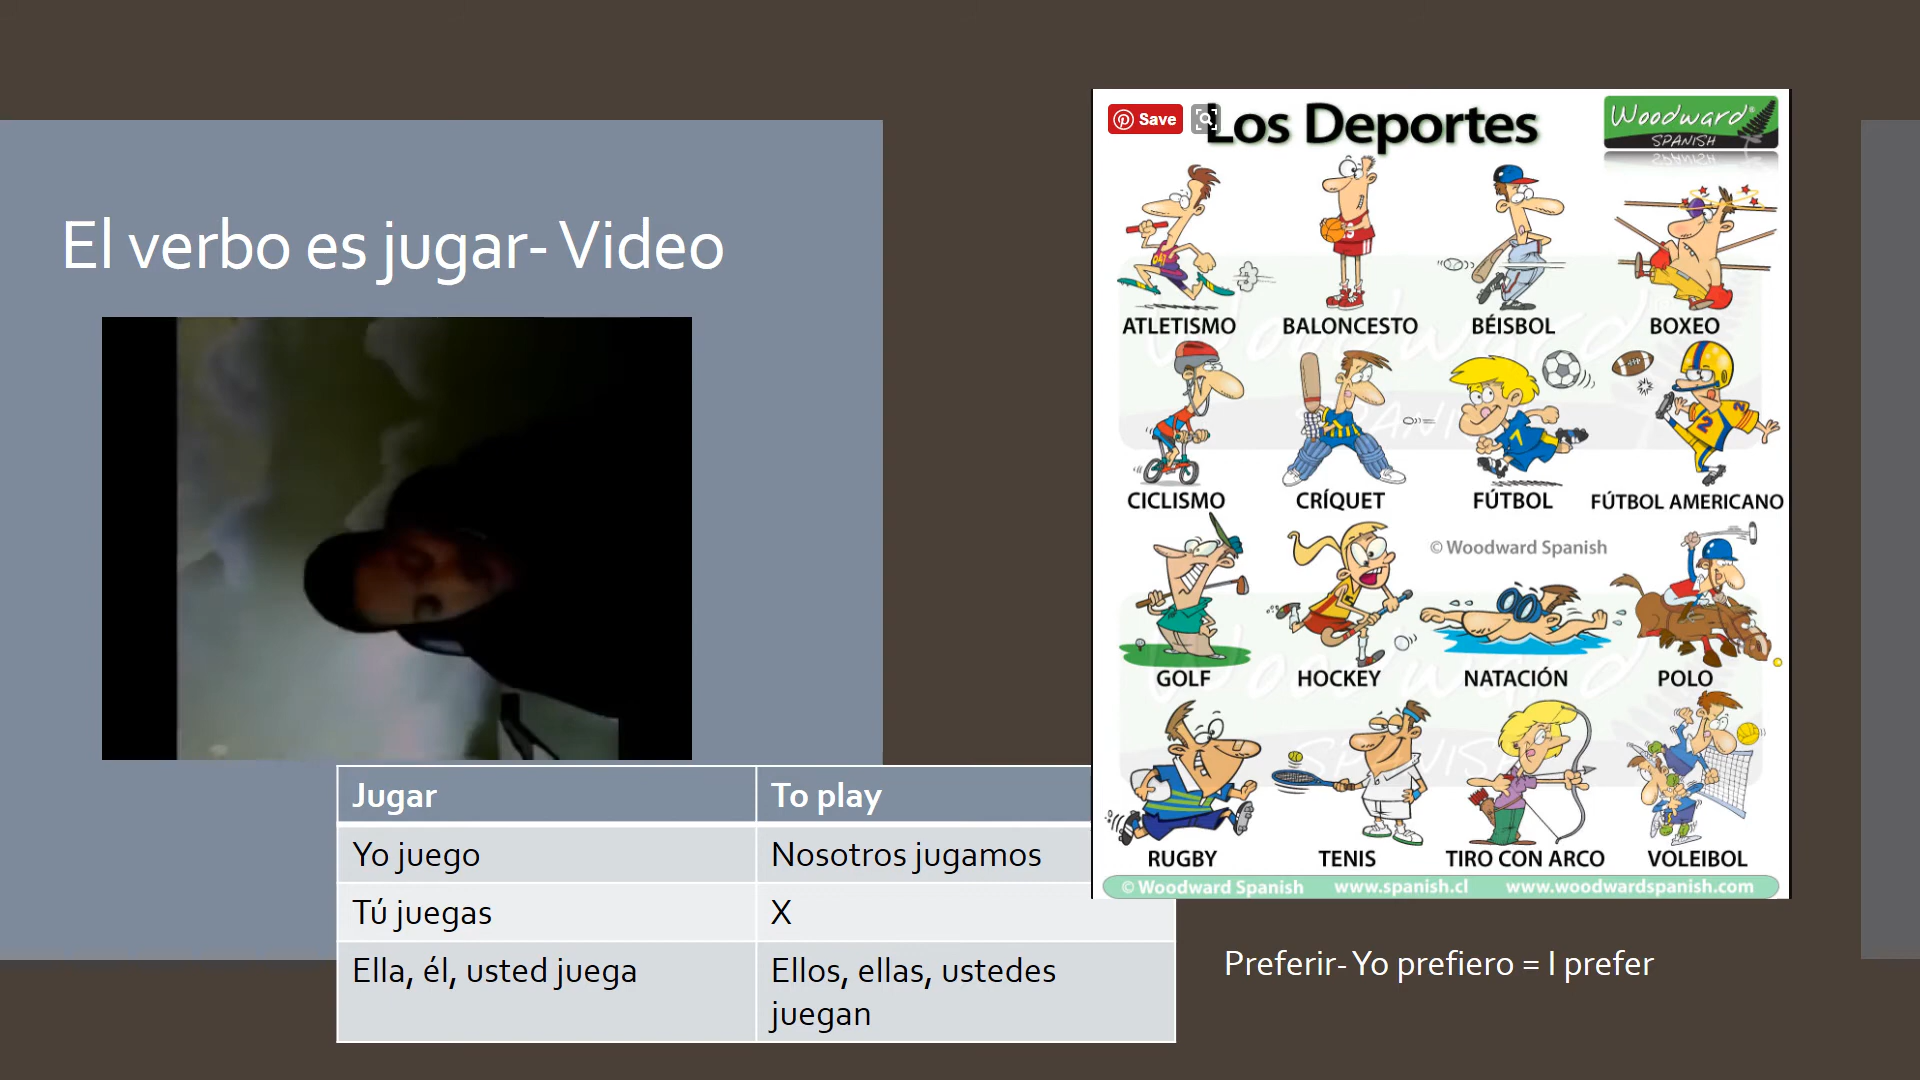 El verbo es jugar- Video
Save
Los Deportes
Woodward®
SPANISH
ATLETISMO
BALONCESTO
BÉISBOL
BOXEO
CICLISMO
CRÍQUET
FÚTBOL
FÚTBOL AMERICANO
© Woodward Spanish
GOLF
HOCKEY
NATACIÓN
POLO
RUGBY
TENIS
TIRO CON ARCO
VOLEIBOL
© Woodward Spanish www.spanish.cl www.woodwardspanish.com
Jugar To play
Yo juego Nosotros jugamos
Tú juegas X
Ella, él, usted juega Ellos, ellas, ustedes
juegan
Preferir- Yo prefiero = I prefer